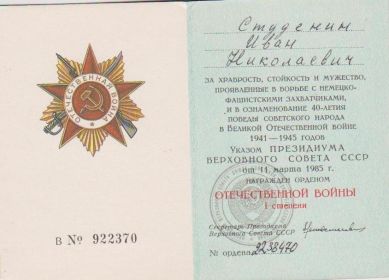 ОТЕЧЕСТВЕННАЯ ВОЙНА
В № 922370
Студенин
Иван
Николаевич
ЗА ХРАБРОСТЬ, СТОЙКОСТЬ И МУЖЕСТВО,
ПРОЯВЛЕННЫЕ В БОРЬБЕ С НЕМЕЦКО-
ФАШИСТСКИМИ ЗАХВАТЧИКАМИ,
И В ОЗНАМЕНОВАНИЕ 40-ЛЕТИЯ
ПОБЕДЫ СОВЕТСКОГО НАРОДА
В ВЕЛИКОЙ ОТЕЧЕСТВЕННОЙ ВОЙНЕ
1941—1945 ГОДОВ
УКАЗОМ ПРЕЗИДИУМА
ВЕРХОВНОГО СОВЕТА СССР
от 11 марта 1985 г.
НАГРАЖДЕН ОРДЕНОМ
ОТЕЧЕСТВЕННОЙ ВОЙНЫ
I степени
Секретарь Президиума
Верховного Совета СССР
№ ордена 2238470